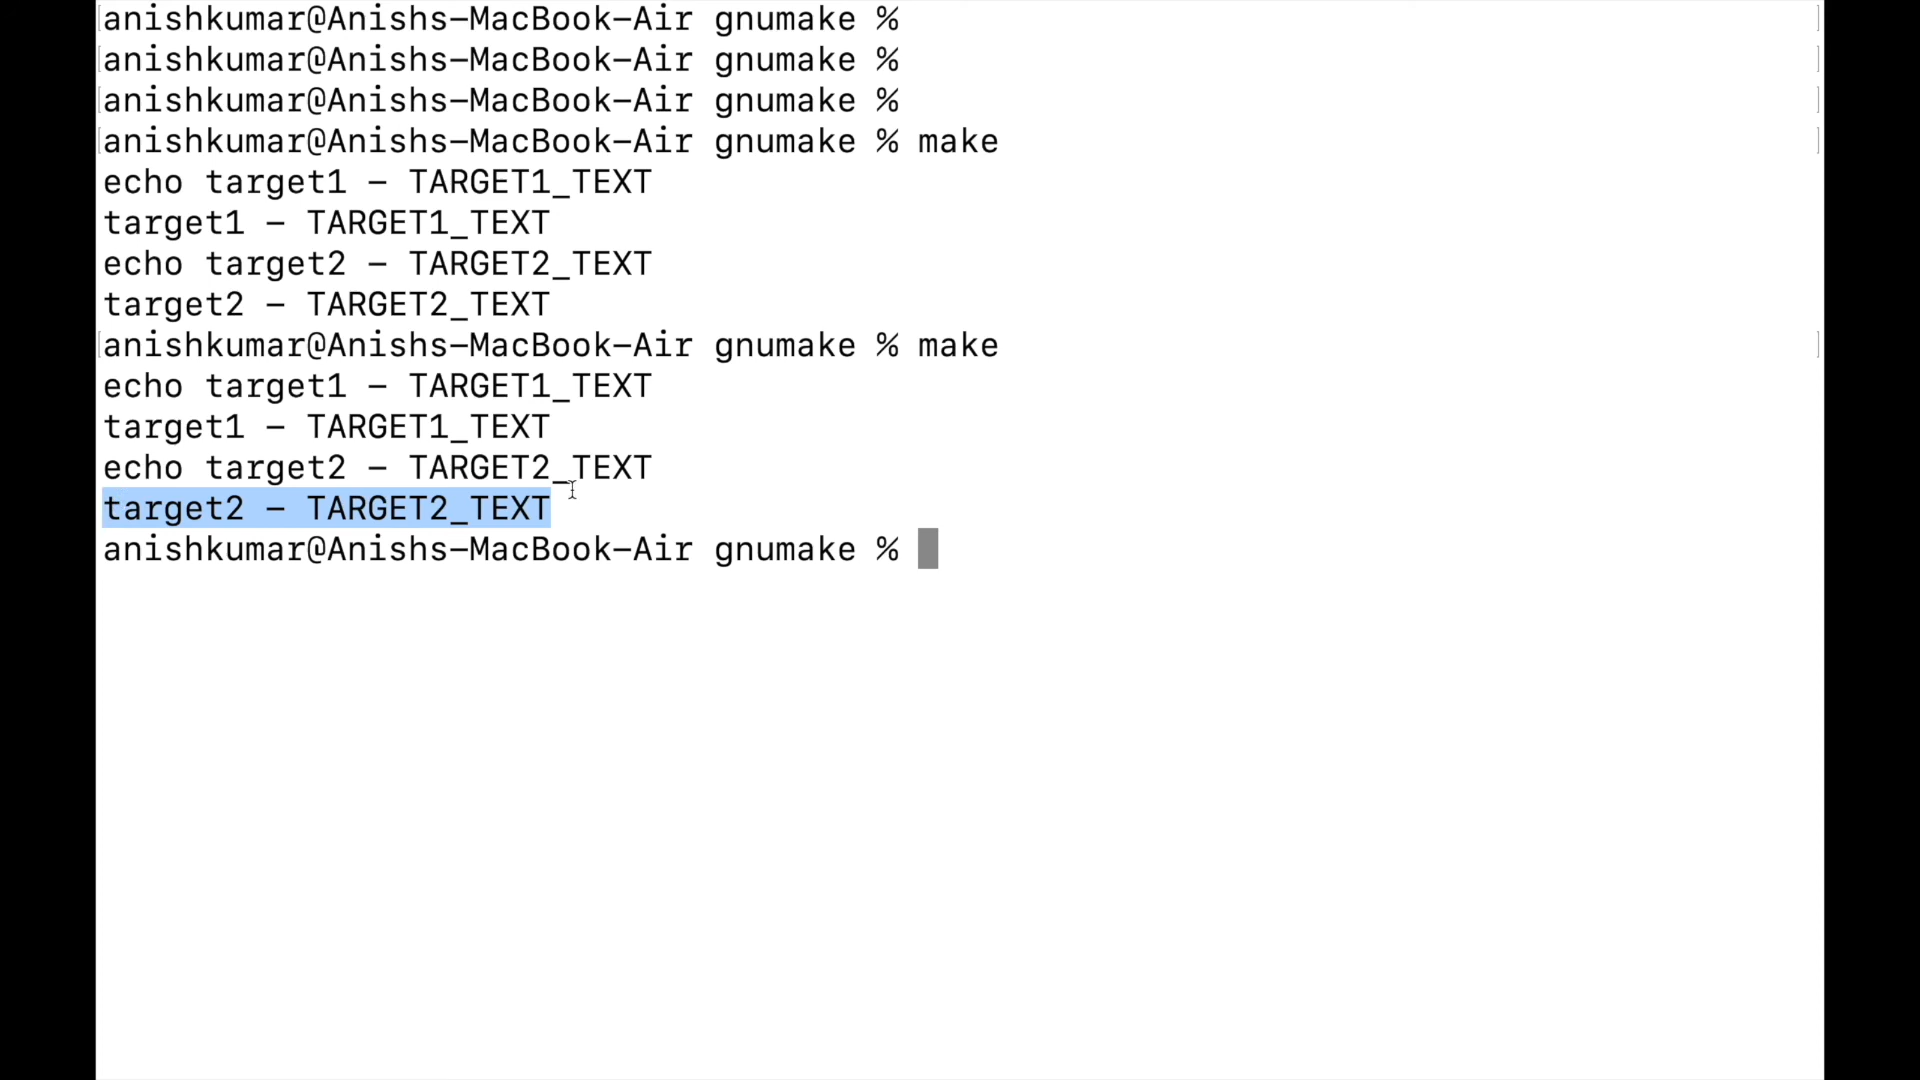 anishkumar@Anishs-MacBook-Air gnumake %
anishkumar@Anishs-MacBook-Air gnumake %
anishkumar@Anishs-MacBook-Air gnumake %
anishkumar@Anishs-MacBook-Air gnumake % make
echo target1 - TARGET1_TEXT
target1 - TARGET1_TEXT
echo target2 - TARGET2_TEXT
target2 - TARGET2_TEXT
anishkumar@Anishs-MacBook-Air gnumake % make
echo target1 - TARGET1_TEXT
target1 - TARGET1_TEXT
echo target2 - TARGET2_TEXT
target2 - TARGET2_TEXT
anishkumar@Anishs-MacBook-Air gnumake %